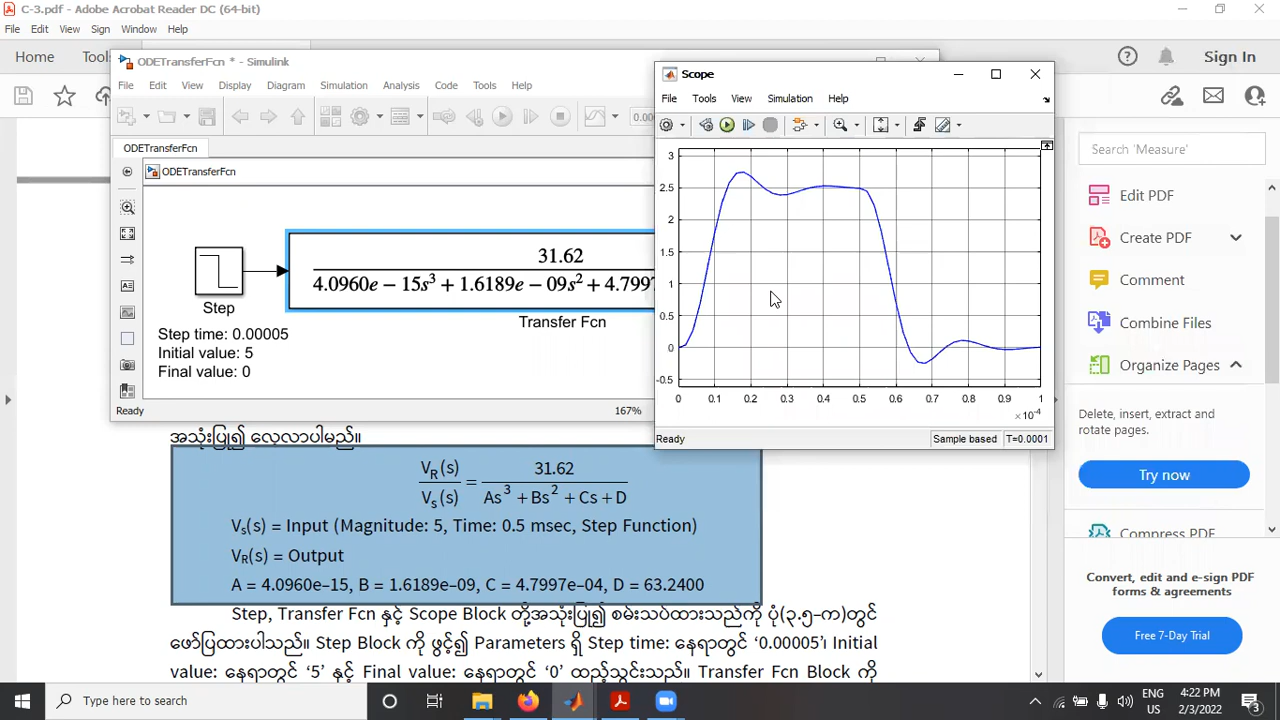 C-3.pdf - Adobe Acrobat Reader DC (64-bit)
File Edit View Sign Window Help
Home Tools
Sign In
ODETransferFcn * - Simulink
File Edit View Display Diagram Simulation Analysis Code Tools Help
ODETransferFcn
ODETransferFcn
Step
Step time: 0.00005
Initial value: 5
Final value: 0
31.62
4.0960e − 15s³ + 1.6189e − 09s² + 4.7997
Transfer Fcn
Ready 167%
Scope
File Tools View Simulation Help
3
2.5
2
1.5
1
0.5
0
-0.5
0 0.1 0.2 0.3 0.4 0.5 0.6 0.7 0.8 0.9 1
× 10⁻⁴
Ready Sample based T=0.0001
Search 'Measure'
Edit PDF
Create PDF
Comment
Combine Files
Organize Pages
Delete, insert, extract and
rotate pages.
Try now
Compress PDF
Convert, edit and e-sign PDF
forms & agreements
Free 7-Day Trial
အသုံးပြု၍ လေ့လာပါမည်။
V_R(s) / V_s(s) = 31.62 / As³ + Bs² + Cs + D
Vs(s) = Input (Magnitude: 5, Time: 0.5 msec, Step Function)
VR(s) = Output
A = 4.0960e–15, B = 1.6189e–09, C = 4.7997e–04, D = 63.2400
Step, Transfer Fcn နှင့် Scope Block တို့အသုံးပြု၍ စမ်းသပ်ထားသည်ကို ပုံ(၃.၅–က)တွင်
ဖော်ပြထားပါသည်။ Step Block ကို ဖွင့်၍ Parameters ရှိ Step time: နေရာတွင် '0.00005'၊ Initial
value: နေရာတွင် '5' နှင့် Final value: နေရာတွင် '0' ထည့်သွင်းသည်။ Transfer Fcn Block ကို
Type here to search
ENG
US
4:22 PM
2/3/2022
3